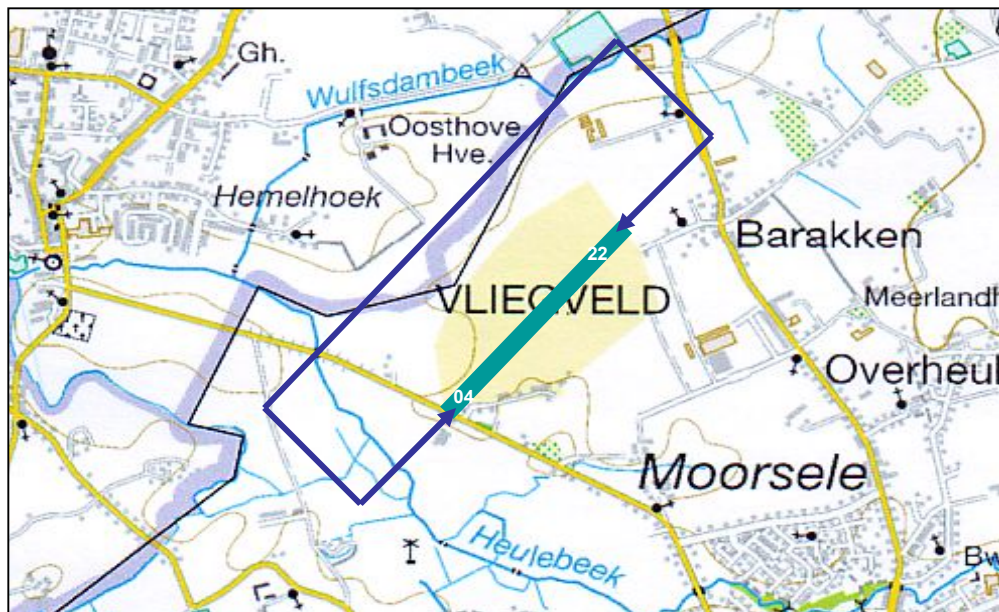 Gh.
Wulfsdambeek
Oosthove
Hve.
Hemelhoek
22
Barakken
VLIEGVELD
Meerlandh
Overheul
04
Moorsele
Heulebeek
Bw